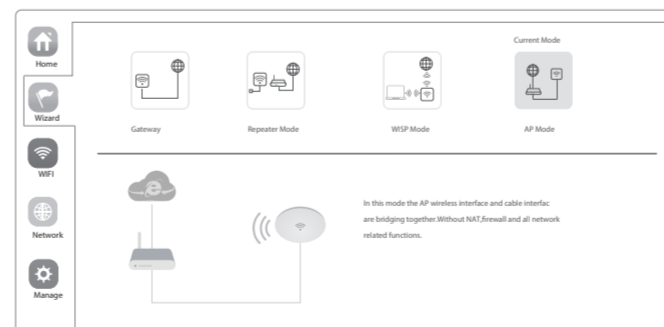 Current Mode
Home
Wizard
Gateway
Repeater Mode
WISP Mode
AP Mode
WIFI
In this mode the AP wireless interface and cable interfac
are bridging together.Without NAT,firewall and all network
related functions.
Network
Manage